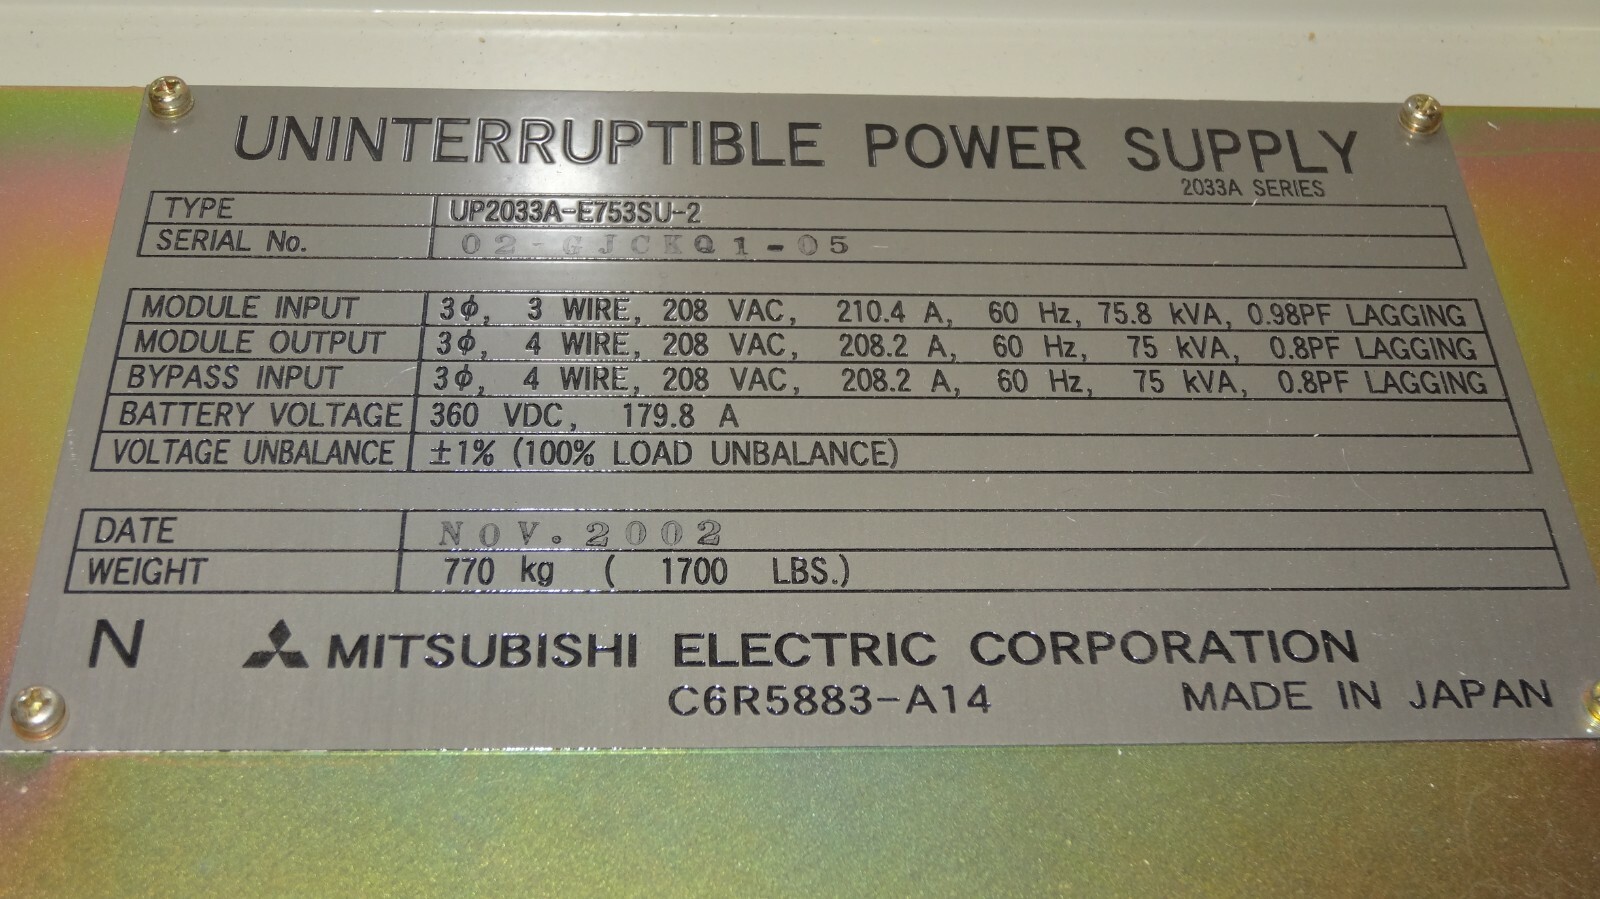 UNINTERRUPTIBLE POWER SUPPLY
2033A SERIES
TYPE UP2033A-E753SU-2
SERIAL No. 02-GJCKQ1-05
MODULE INPUT 3ϕ, 3 WIRE, 208 VAC, 210.4 A, 60 Hz, 75.8 kVA, 0.98PF LAGGING
MODULE OUTPUT 3ϕ, 4 WIRE, 208 VAC, 208.2 A, 60 Hz, 75 kVA, 0.8PF LAGGING
BYPASS INPUT 3ϕ, 4 WIRE, 208 VAC, 208.2 A, 60 Hz, 75 kVA, 0.8PF LAGGING
BATTERY VOLTAGE 360 VDC, 179.8 A
VOLTAGE UNBALANCE ±1% (100% LOAD UNBALANCE)
DATE NOV. 2002
WEIGHT 770 kg ( 1700 LBS.)
N MITSUBISHI ELECTRIC CORPORATION
C6R5883-A14 MADE IN JAPAN